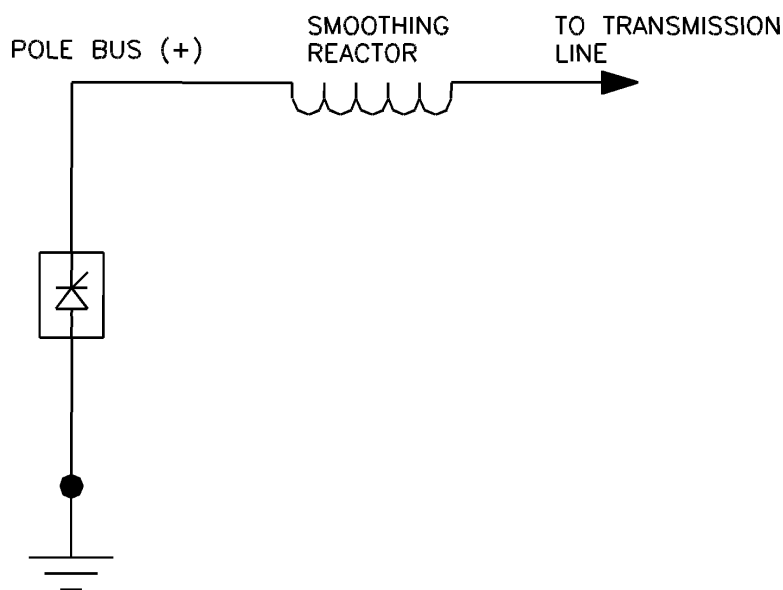 POLE BUS (+)
SMOOTHING
REACTOR
TO TRANSMISSION
LINE